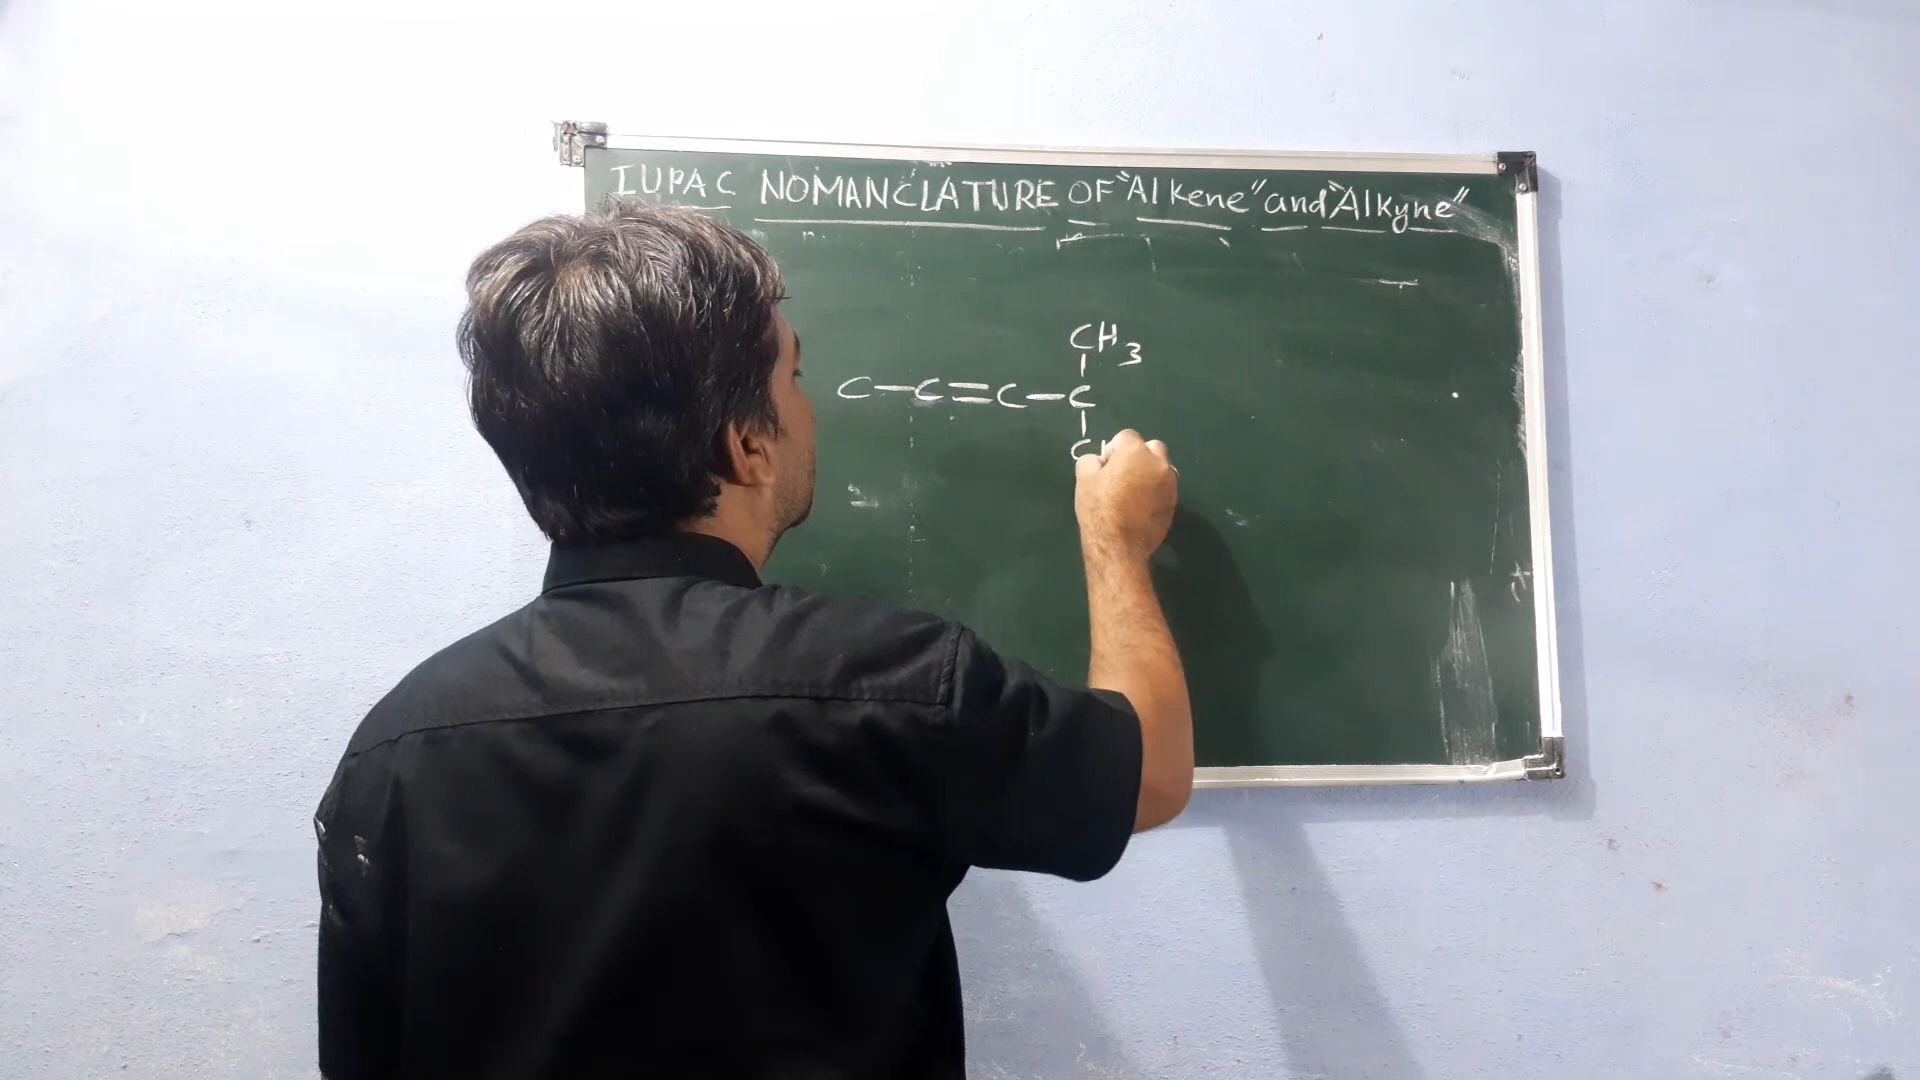 IUPAC NOMANCLATURE OF "Alkene" and "Alkyne"
CH3
C-C=C-C
C